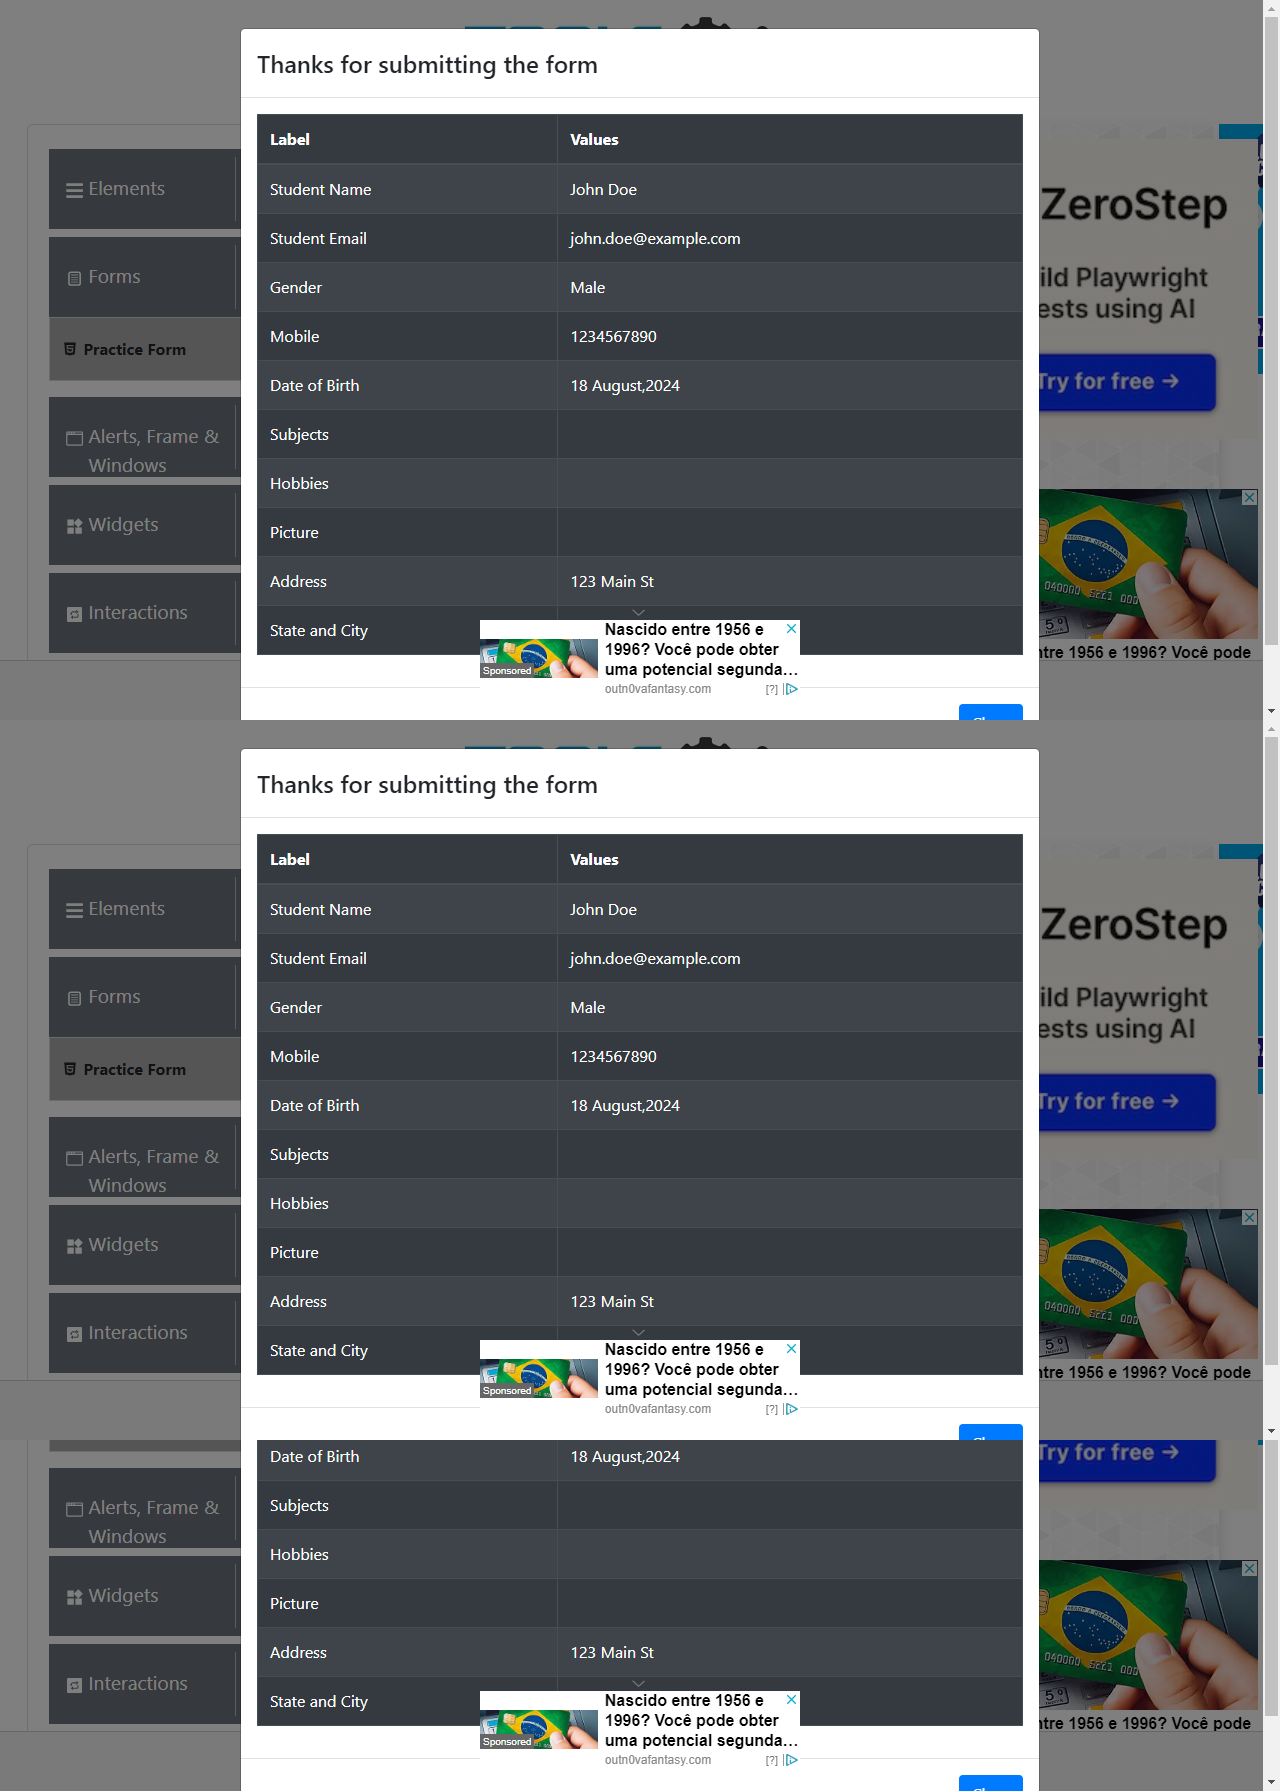 Thanks for submitting the form
Label Values
Elements
Student Name John Doe
ZeroStep
Student Email john.doe@example.com
Forms
Gender Male
ild Playwright
ests using AI
Mobile 1234567890
Practice Form
Date of Birth 18 August,2024
Try for free →
Alerts, Frame &
Windows
Subjects
Hobbies
Widgets
Picture
Address 123 Main St
Interactions
State and City
Nascido entre 1956 e
1996? Você pode obter
uma potencial segunda...
Sponsored
outn0vafantasy.com [?]
ntre 1956 e 1996? Você pode
Thanks for submitting the form
Label Values
Elements
Student Name John Doe
ZeroStep
Student Email john.doe@example.com
Forms
Gender Male
ild Playwright
ests using AI
Mobile 1234567890
Practice Form
Date of Birth 18 August,2024
Try for free →
Alerts, Frame &
Windows
Subjects
Hobbies
Widgets
Picture
Address 123 Main St
Interactions
State and City
Nascido entre 1956 e
1996? Você pode obter
uma potencial segunda...
Sponsored
outn0vafantasy.com [?]
ntre 1956 e 1996? Você pode
Date of Birth 18 August,2024
Try for free →
Alerts, Frame &
Windows
Subjects
Hobbies
Widgets
Picture
Address 123 Main St
Interactions
State and City
Nascido entre 1956 e
1996? Você pode obter
uma potencial segunda...
Sponsored
outn0vafantasy.com [?]
ntre 1956 e 1996? Você pode